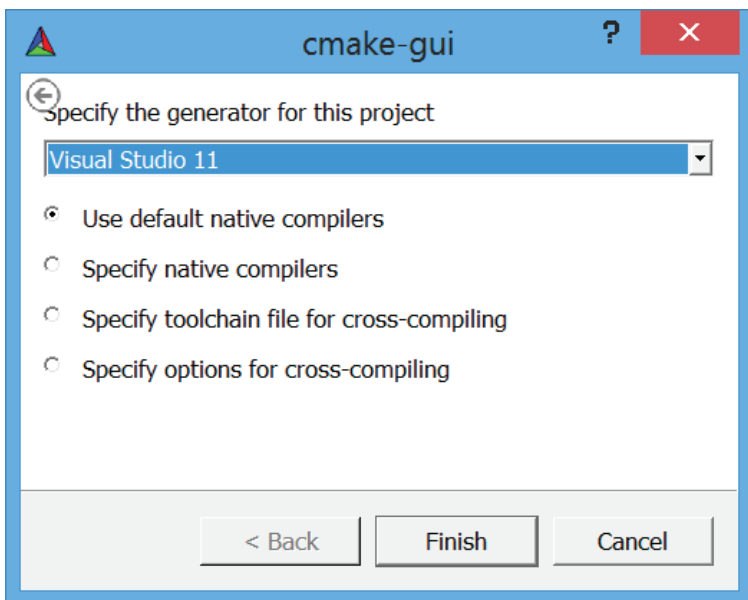 cmake-gui
?
Specify the generator for this project
Visual Studio 11
Use default native compilers
Specify native compilers
Specify toolchain file for cross-compiling
Specify options for cross-compiling
< Back Finish Cancel